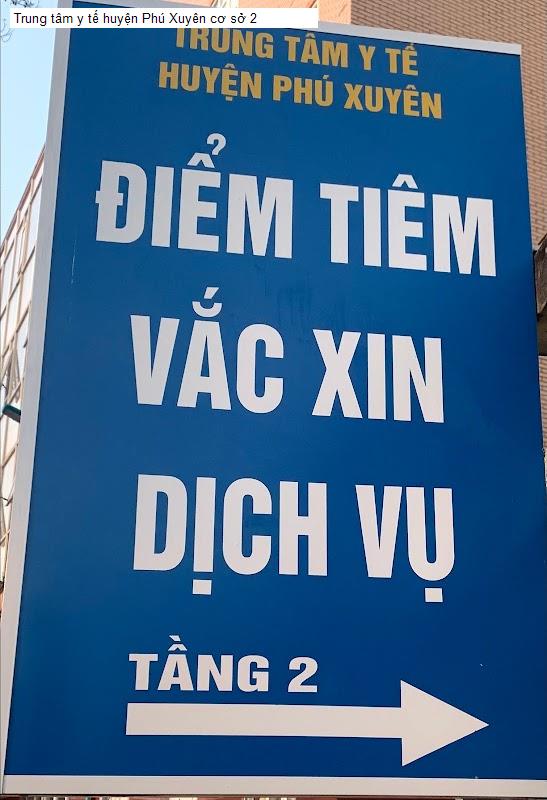 Trung tâm y tế huyện Phú Xuyên cơ sở 2
TRUNG TÂM Y TẾ
HUYỆN PHÚ XUYÊN
ĐIỂM TIÊM
VẮC XIN
DỊCH VỤ
TẦNG 2